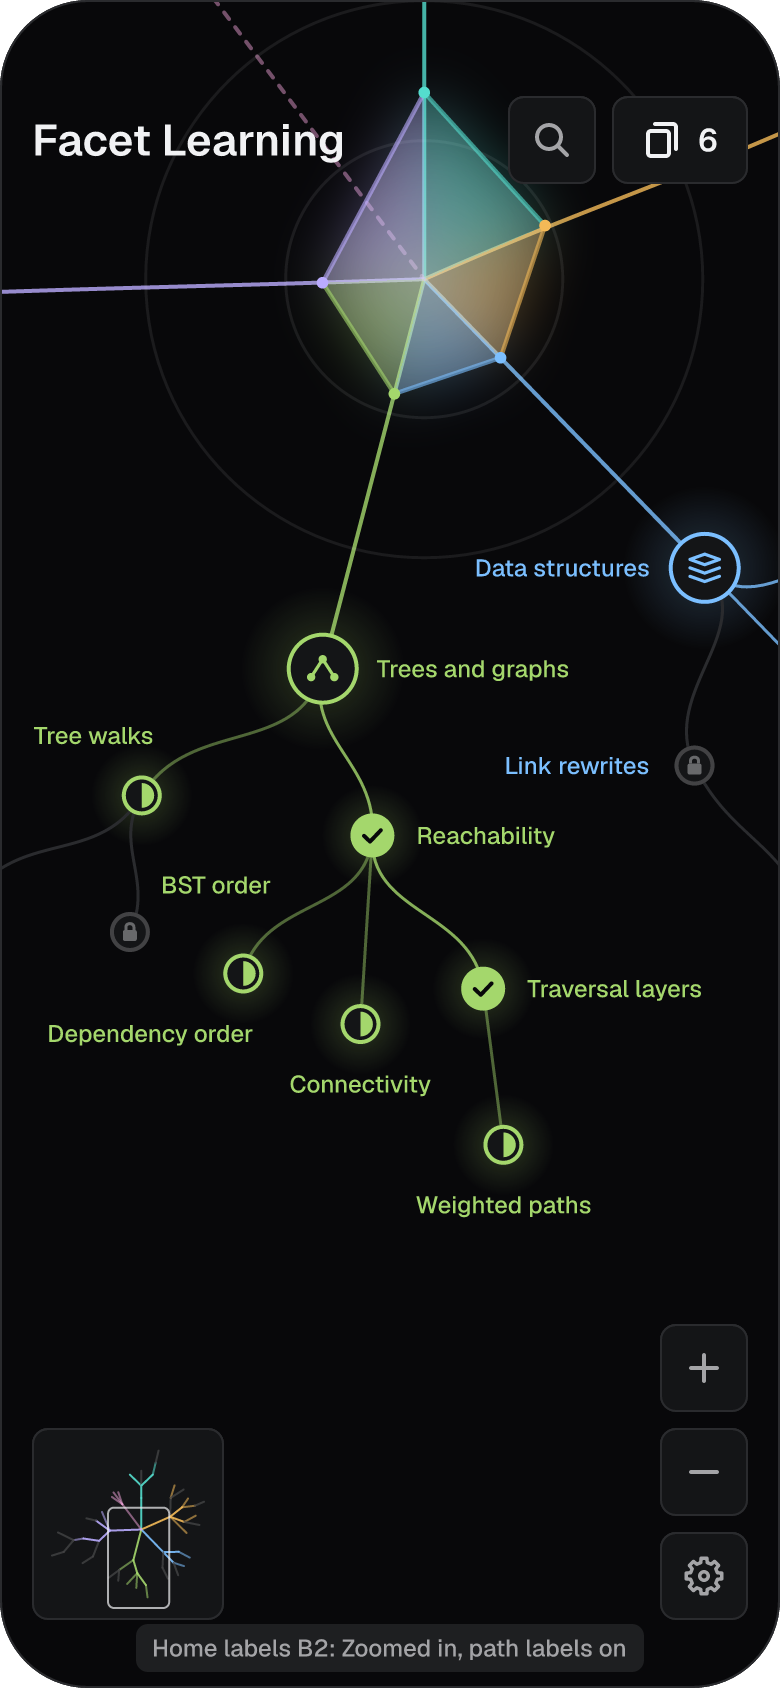 Facet Learning
6
Data structures
Trees and graphs
Tree walks
Link rewrites
Reachability
BST order
Traversal layers
Dependency order
Connectivity
Weighted paths
Home labels B2: Zoomed in, path labels on